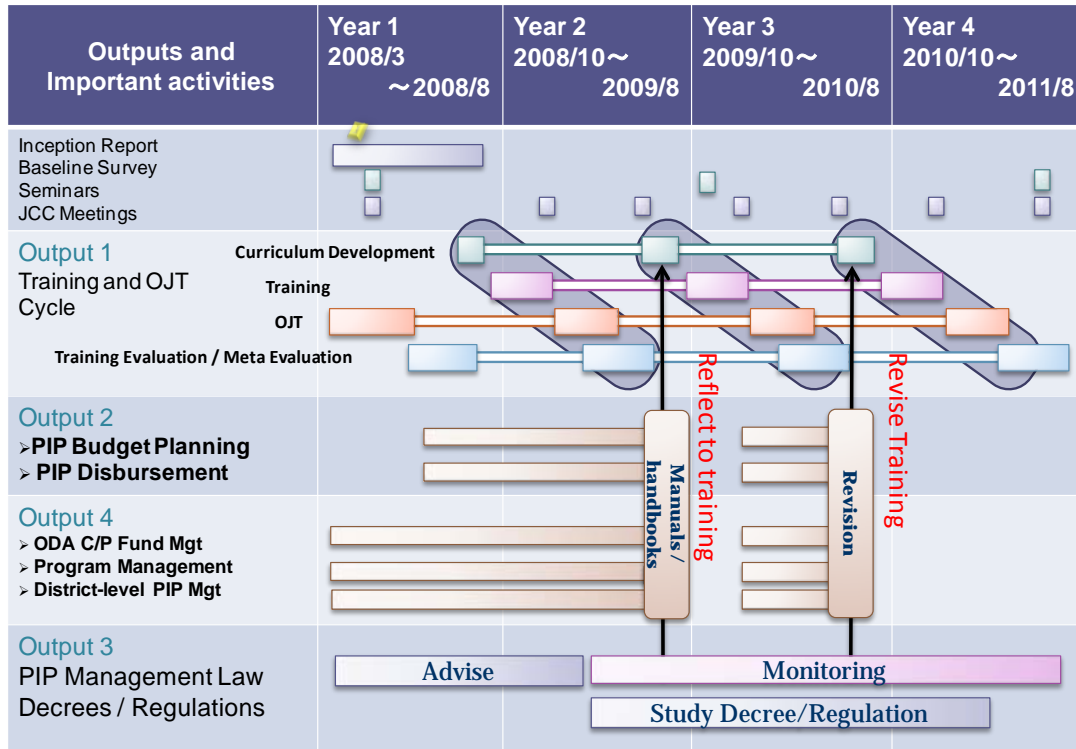 Outputs and
Important activities
Year 1
2008/3
～2008/8
Year 2
2008/10～
2009/8
Year 3
2009/10～
2010/8
Year 4
2010/10～
2011/8
Inception Report
Baseline Survey
Seminars
JCC Meetings
Output 1
Training and OJT
Cycle
Curriculum Development
Training
OJT
Training Evaluation / Meta Evaluation
Reflect to training
Revise Training
Output 2
➢PIP Budget Planning
➢ PIP Disbursement
Manuals /
handbooks
Revision
Output 4
➢ ODA C/P Fund Mgt
➢ Program Management
➢ District-level PIP Mgt
Output 3
PIP Management Law
Decrees / Regulations
Advise
Monitoring
Study Decree/Regulation